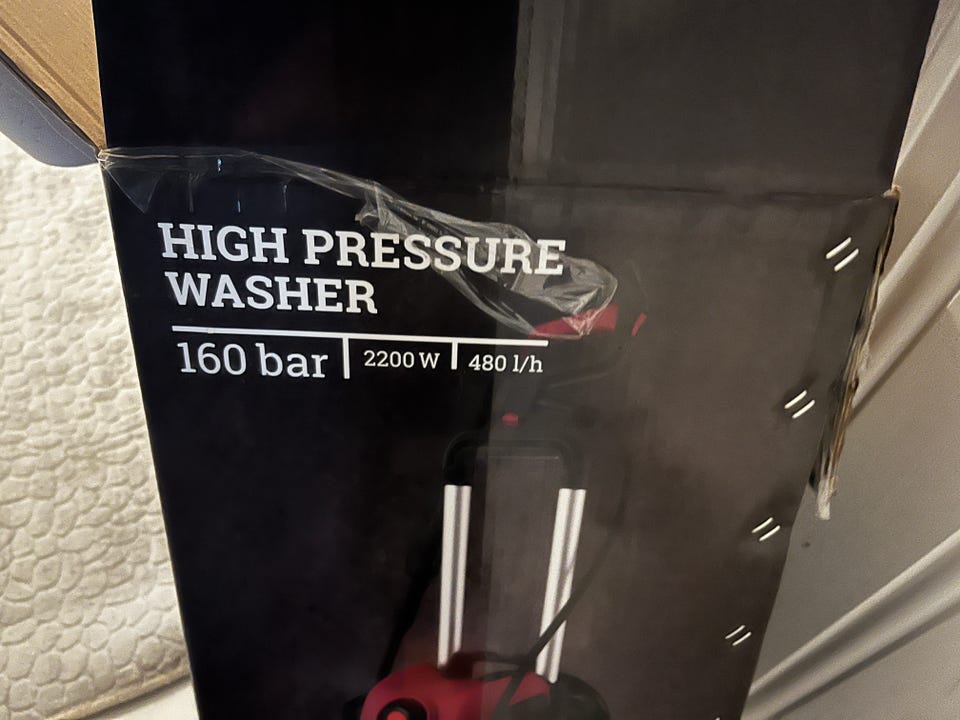 HIGH PRESSURE
WASHER
160 bar 2200 W 480 l/h